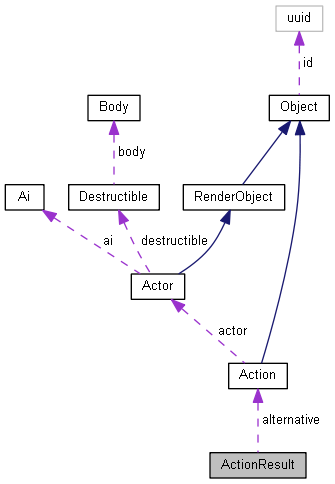 uuid
id
Body
Object
body
Ai
Destructible
RenderObject
ai
destructible
Actor
actor
Action
alternative
ActionResult